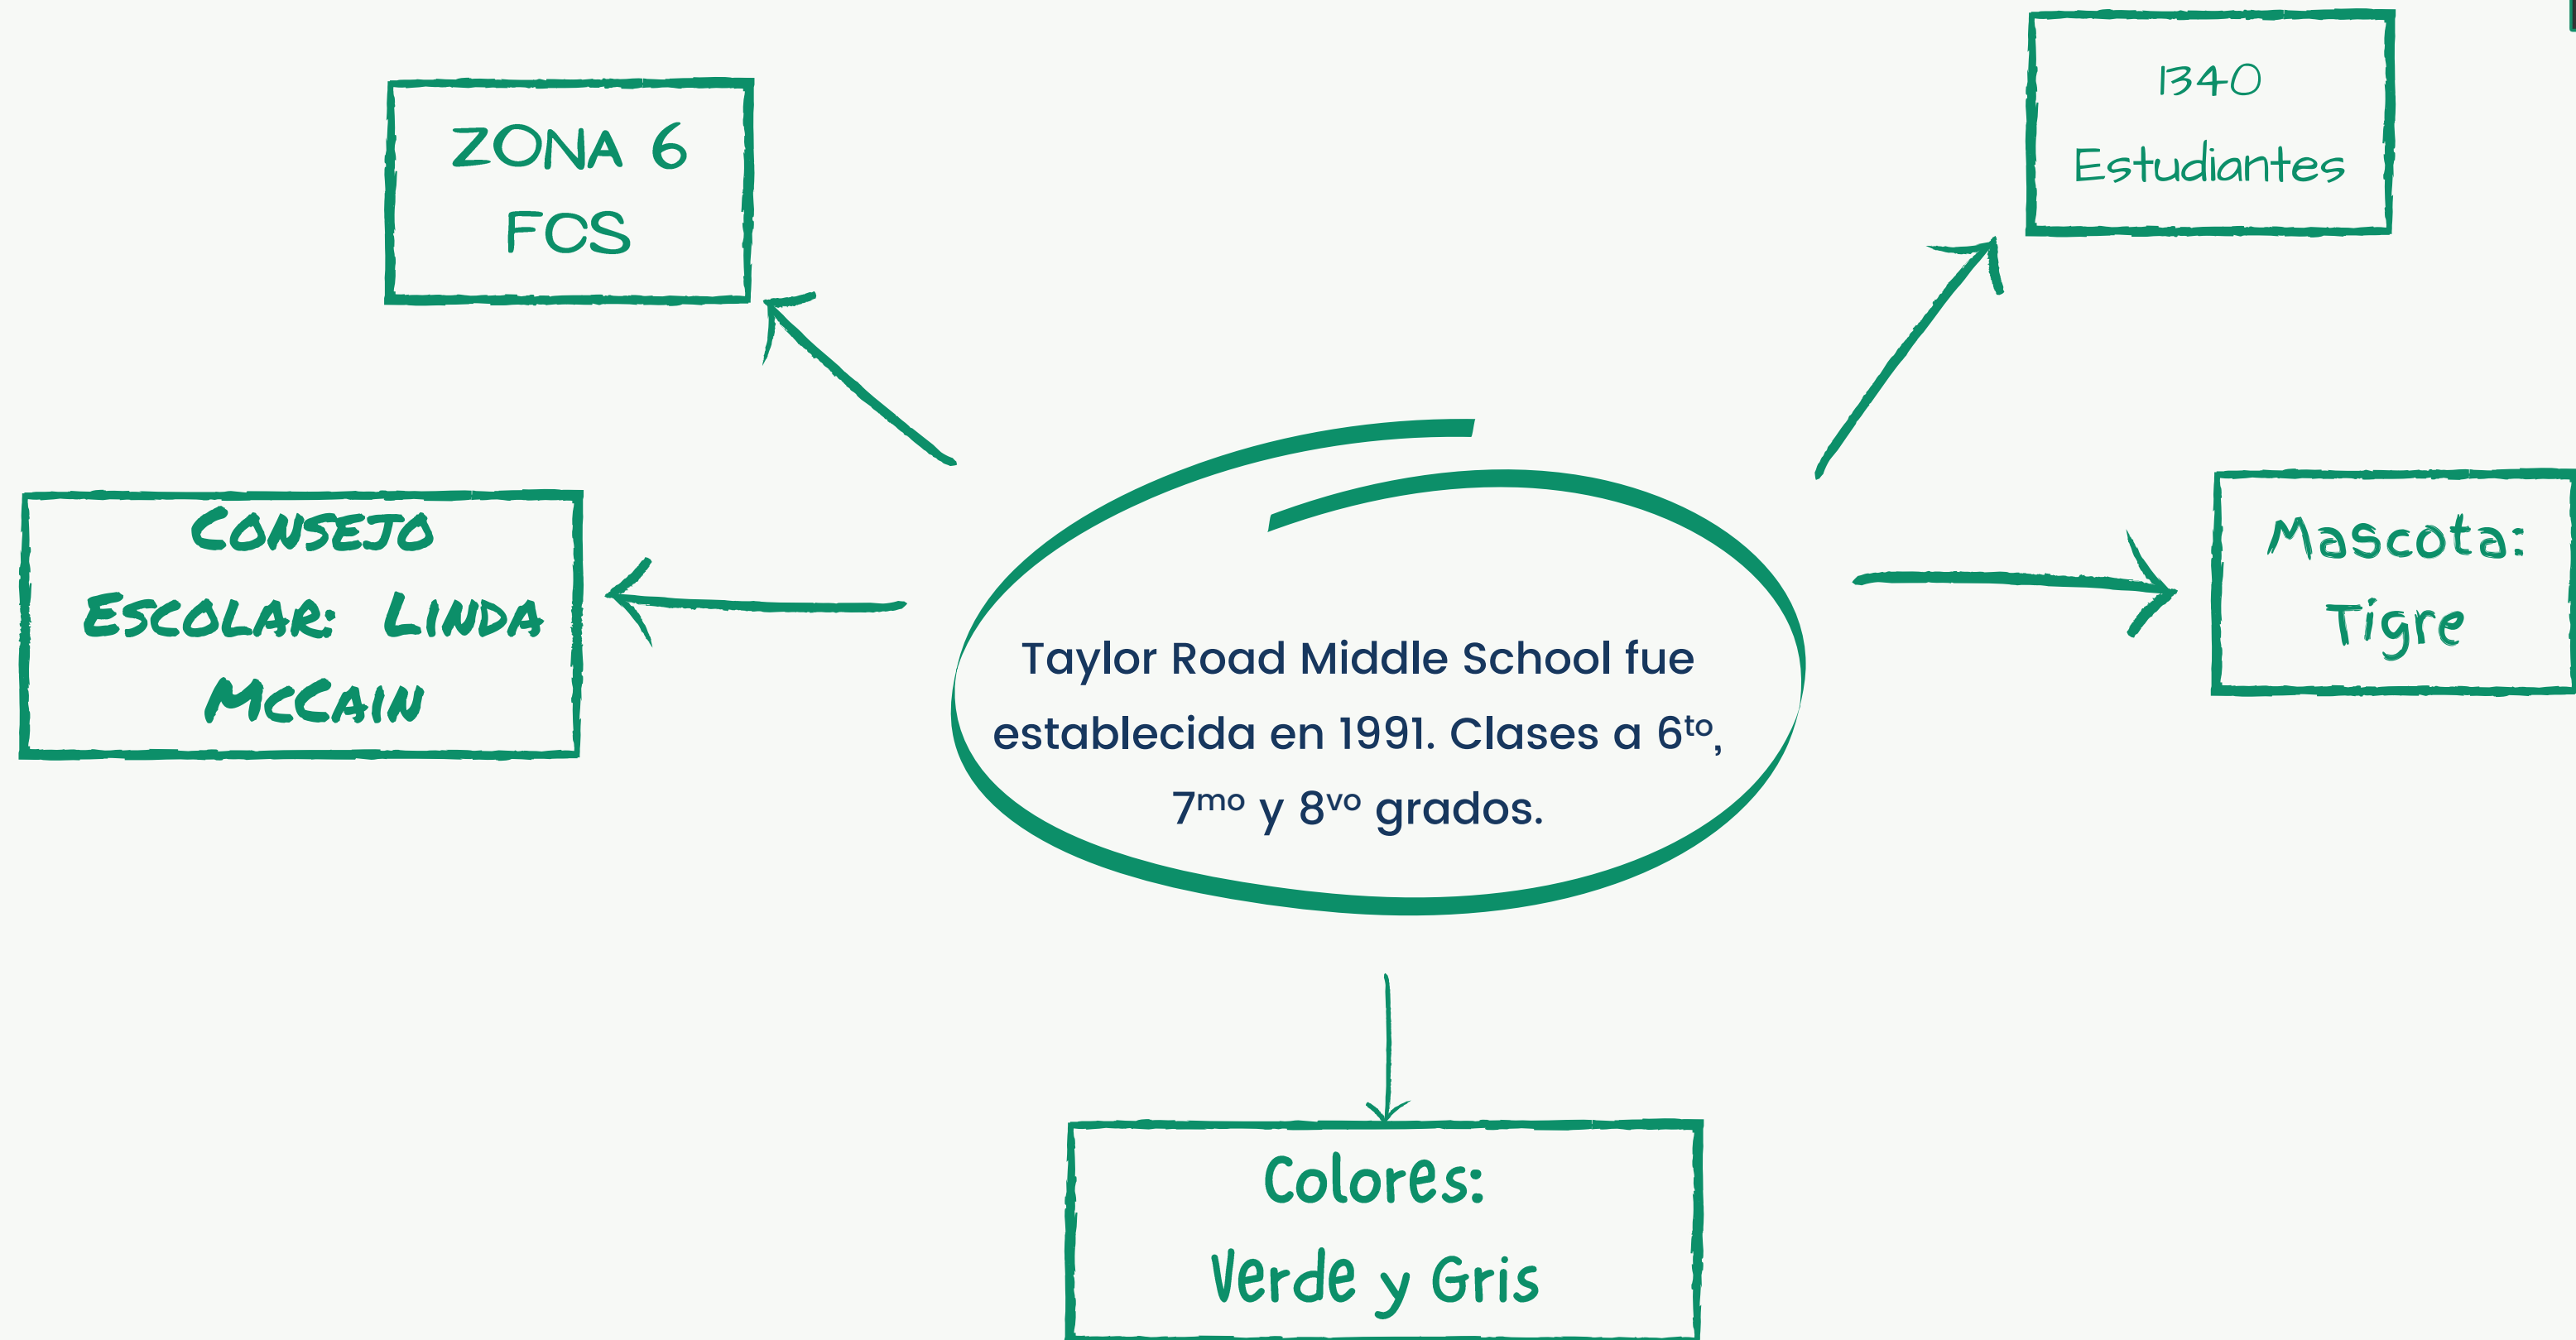 1340
Estudiantes
ZONA 6
FCS
CONSEJO
ESCOLAR: LINDA
MCCAIN
Mascota:
Tigre
Taylor Road Middle School fue
establecida en 1991. Clases a 6to,
7mo y 8vo grados.
Colores:
Verde y Gris